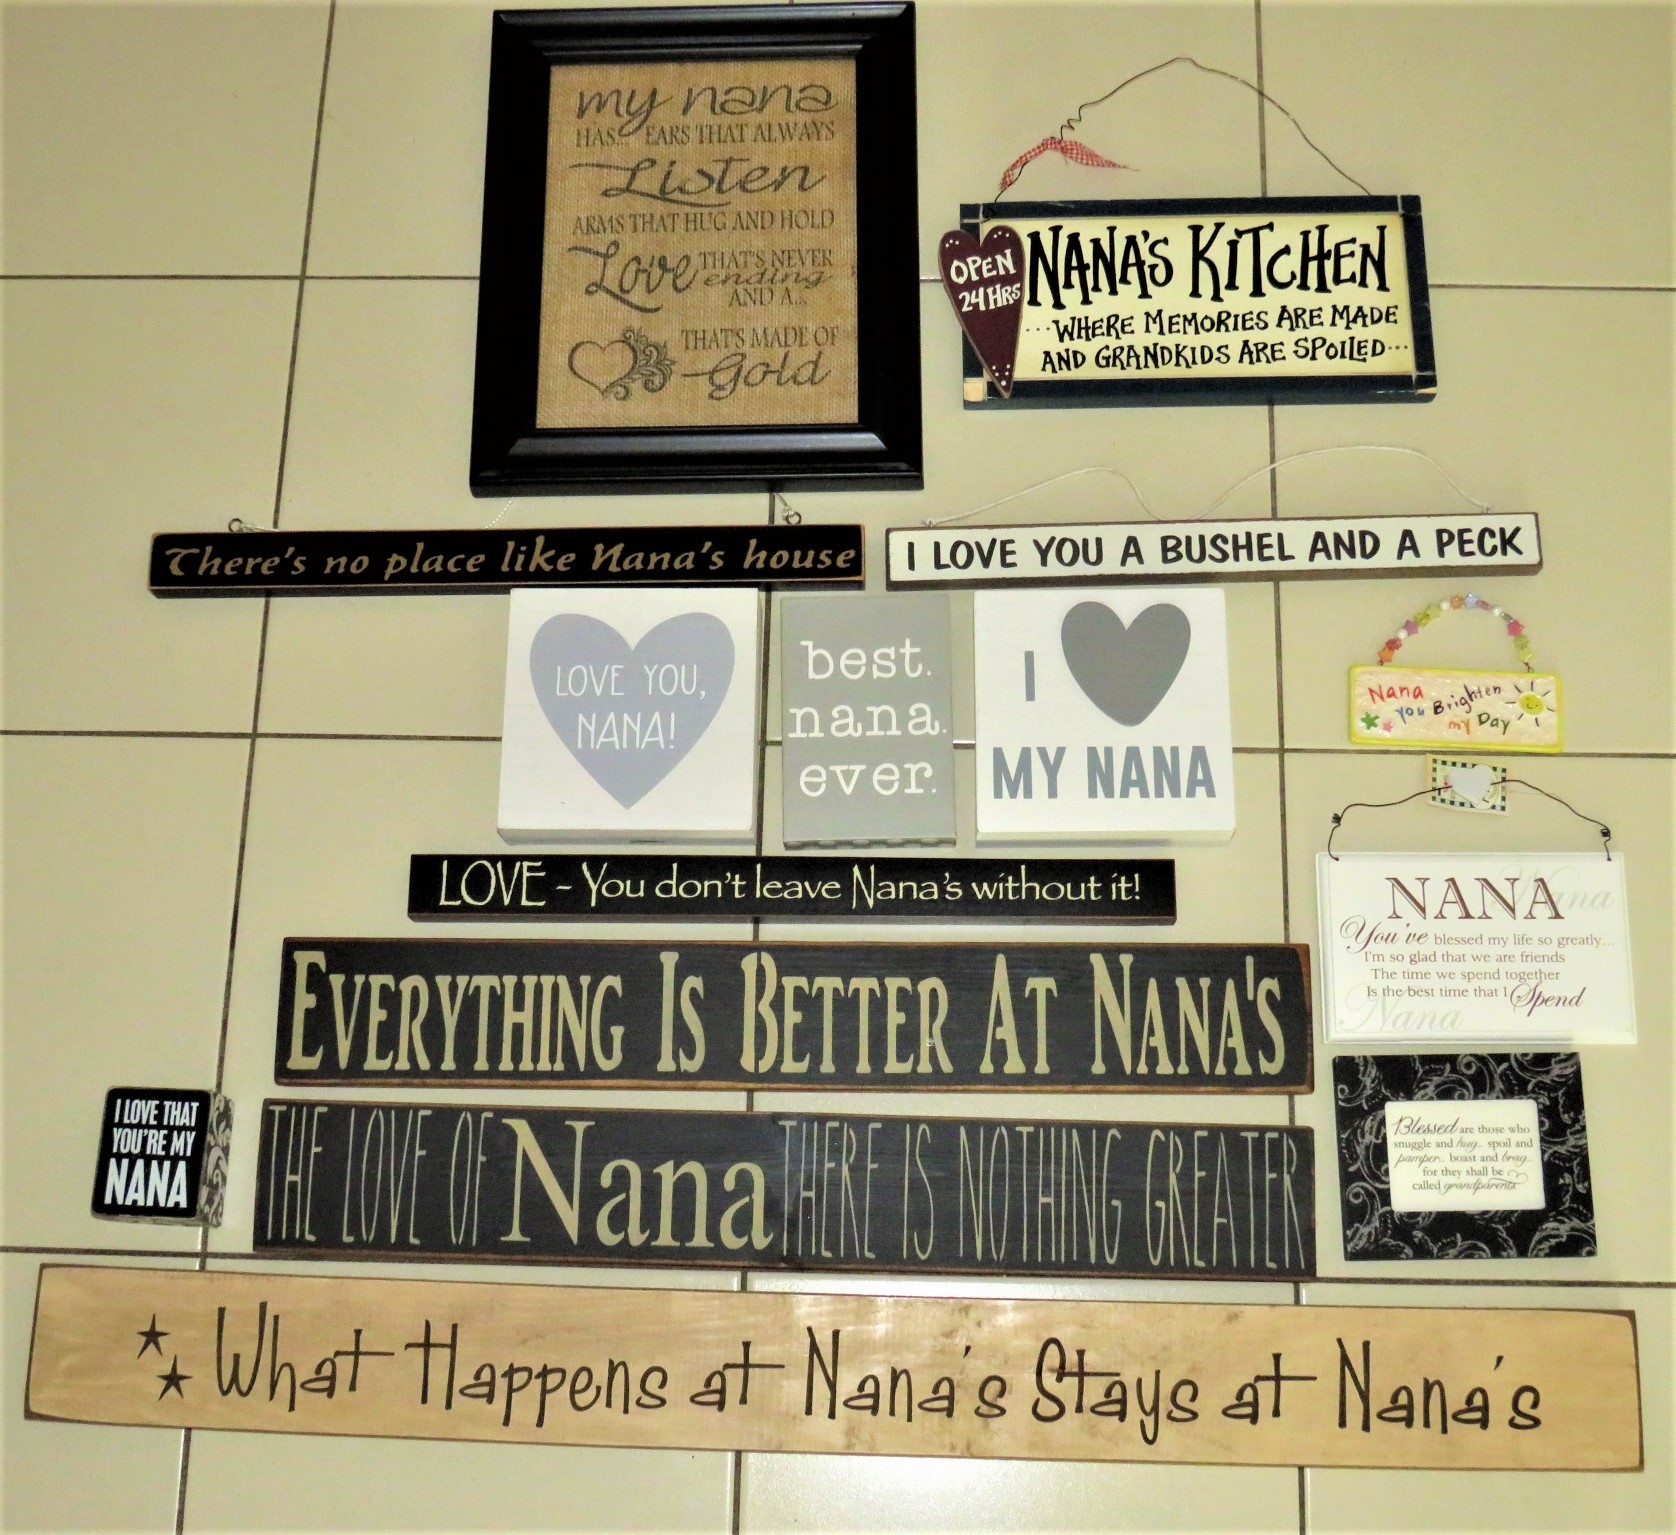 my nana
HAS... EARS THAT ALWAYS
Listen
ARMS THAT HUG AND HOLD
Love THAT'S NEVER
ending
AND A...
THAT'S MADE OF
Gold
OPEN
24 HRS
NANA'S KITCHEN
...WHERE MEMORIES ARE MADE
AND GRANDKIDS ARE SPOILED...
There's no place like Nana's house
I LOVE YOU A BUSHEL AND A PECK
LOVE YOU,
NANA!
best.
nana.
ever.
I
MY NANA
Nana
you Brighten
my Day
LOVE - You don't leave Nana's without it!
NANA
Nana
You've blessed my life so greatly...
I'm so glad that we are friends
The time we spend together
Is the best time that I Spend
Nana
EVERYTHING IS BETTER AT NANA'S
I LOVE THAT
YOU'RE MY
NANA
THE LOVE OF Nana THERE IS NOTHING GREATER
Blessed are those who
snuggle and hug.. spoil and
pamper.. boast and brag..
for they shall be
called grandparents.
What Happens at Nana's Stays at Nana's